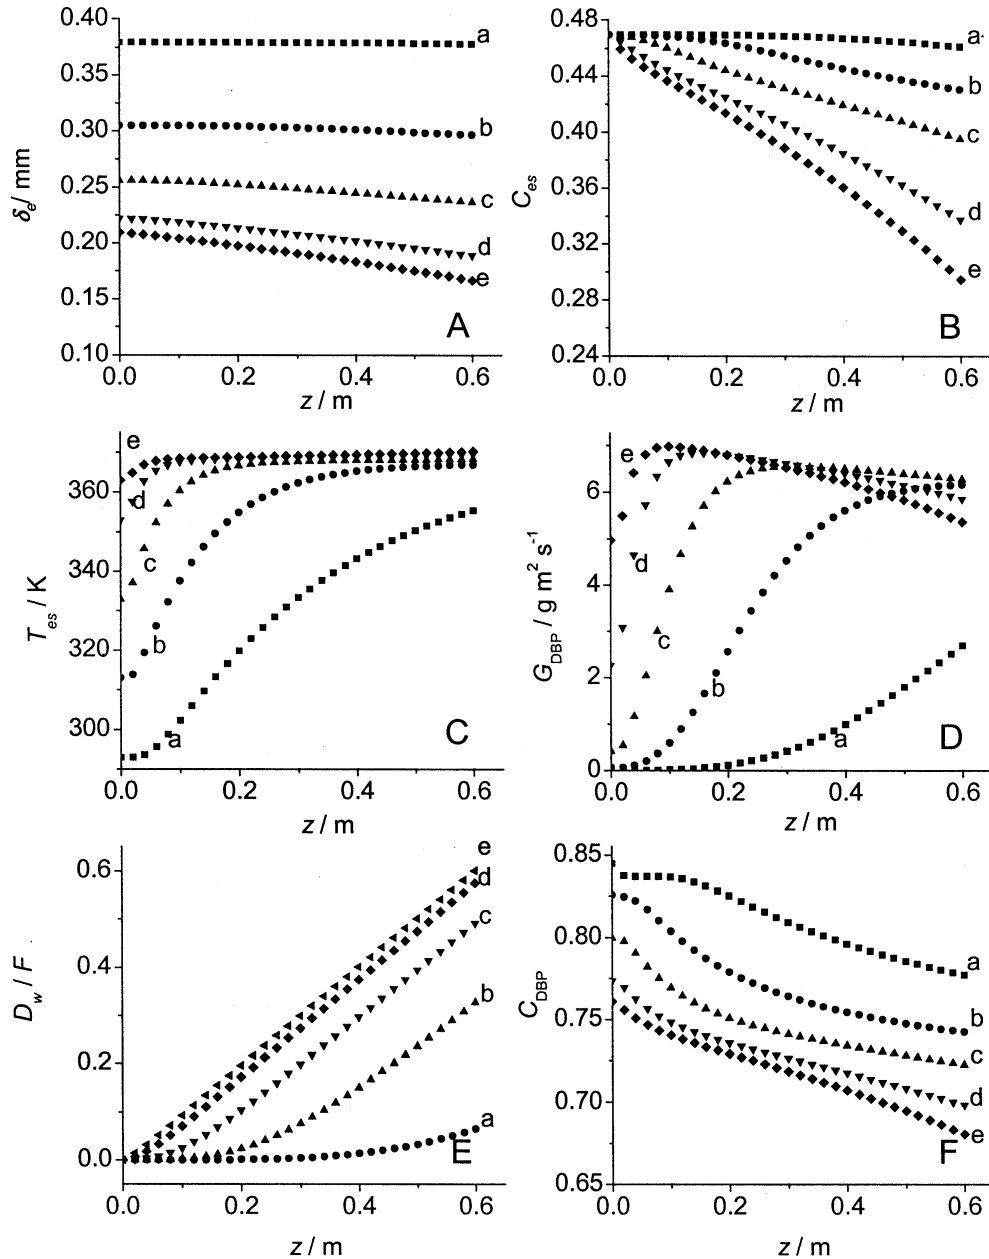 0.40
0.35
0.30
0.25
0.20
0.15
0.10
δe/ mm
a
b
c
d
e
A
0.0 0.2 0.4 0.6
z / m
0.48
0.44
0.40
0.36
0.32
0.28
0.24
Ces
a
b
c
d
e
B
0.0 0.2 0.4 0.6
z / m
360
340
320
300
Tes / K
e
d
c
b
a
C
0.0 0.2 0.4 0.6
z / m
6
4
2
0
GDBP / g m² s⁻¹
e
d
c
b
a
D
0.0 0.2 0.4 0.6
z / m
0.6
0.4
0.2
0.0
Dw / F
e
d
c
b
a
E
0.0 0.2 0.4 0.6
z / m
0.85
0.80
0.75
0.70
0.65
CDBP
a
b
c
d
e
F
0.0 0.2 0.4 0.6
z / m